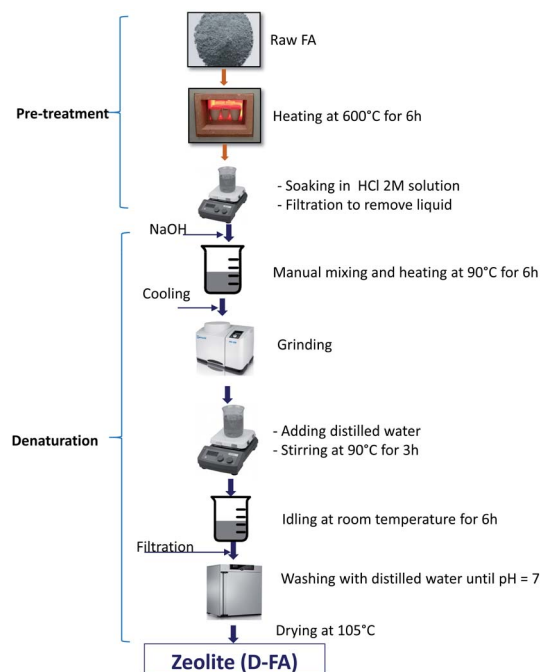 Raw FA
Pre-treatment
Heating at 600°C for 6h
- Soaking in HCl 2M solution
- Filtration to remove liquid
NaOH
Manual mixing and heating at 90°C for 6h
Cooling
Grinding
Denaturation
- Adding distilled water
- Stirring at 90°C for 3h
Idling at room temperature for 6h
Filtration
Washing with distilled water until pH = 7
Drying at 105°C
Zeolite (D-FA)